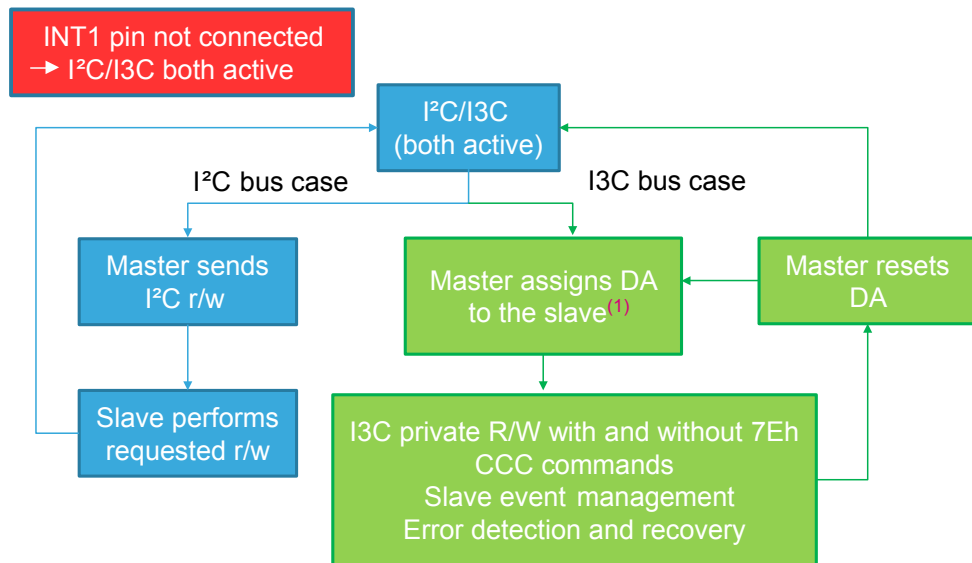 INT1 pin not connected
→ I²C/I3C both active
I²C/I3C
(both active)
I²C bus case
I3C bus case
Master sends
I²C r/w
Master assigns DA
to the slave(1)
Master resets
DA
Slave performs
requested r/w
I3C private R/W with and without 7Eh
CCC commands
Slave event management
Error detection and recovery